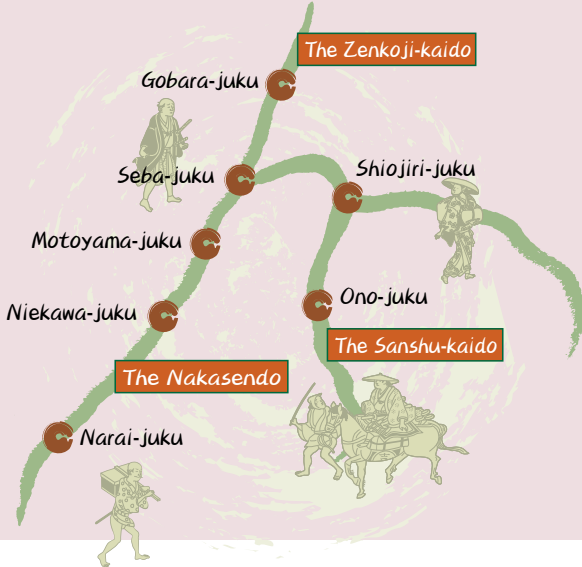 The Zenkoji-kaido
Gobara-juku
Seba-juku
Shiojiri-juku
Motoyama-juku
Ono-juku
Niekawa-juku
The Sanshu-kaido
The Nakasendo
Narai-juku